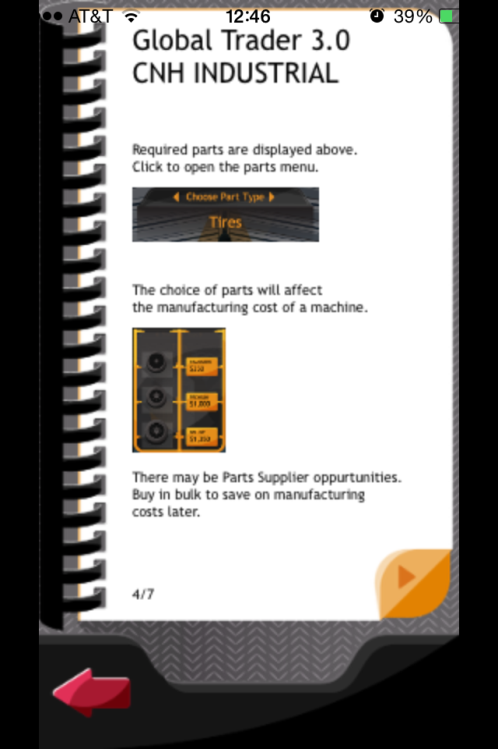 AT&T 12:46 39%
Global Trader 3.0
CNH INDUSTRIAL
Required parts are displayed above.
Click to open the parts menu.
Choose Part Type
Tires
The choice of parts will affect
the manufacturing cost of a machine.
$1,000
There may be Parts Supplier oppurtunities.
Buy in bulk to save on manufacturing
costs later.
4/7